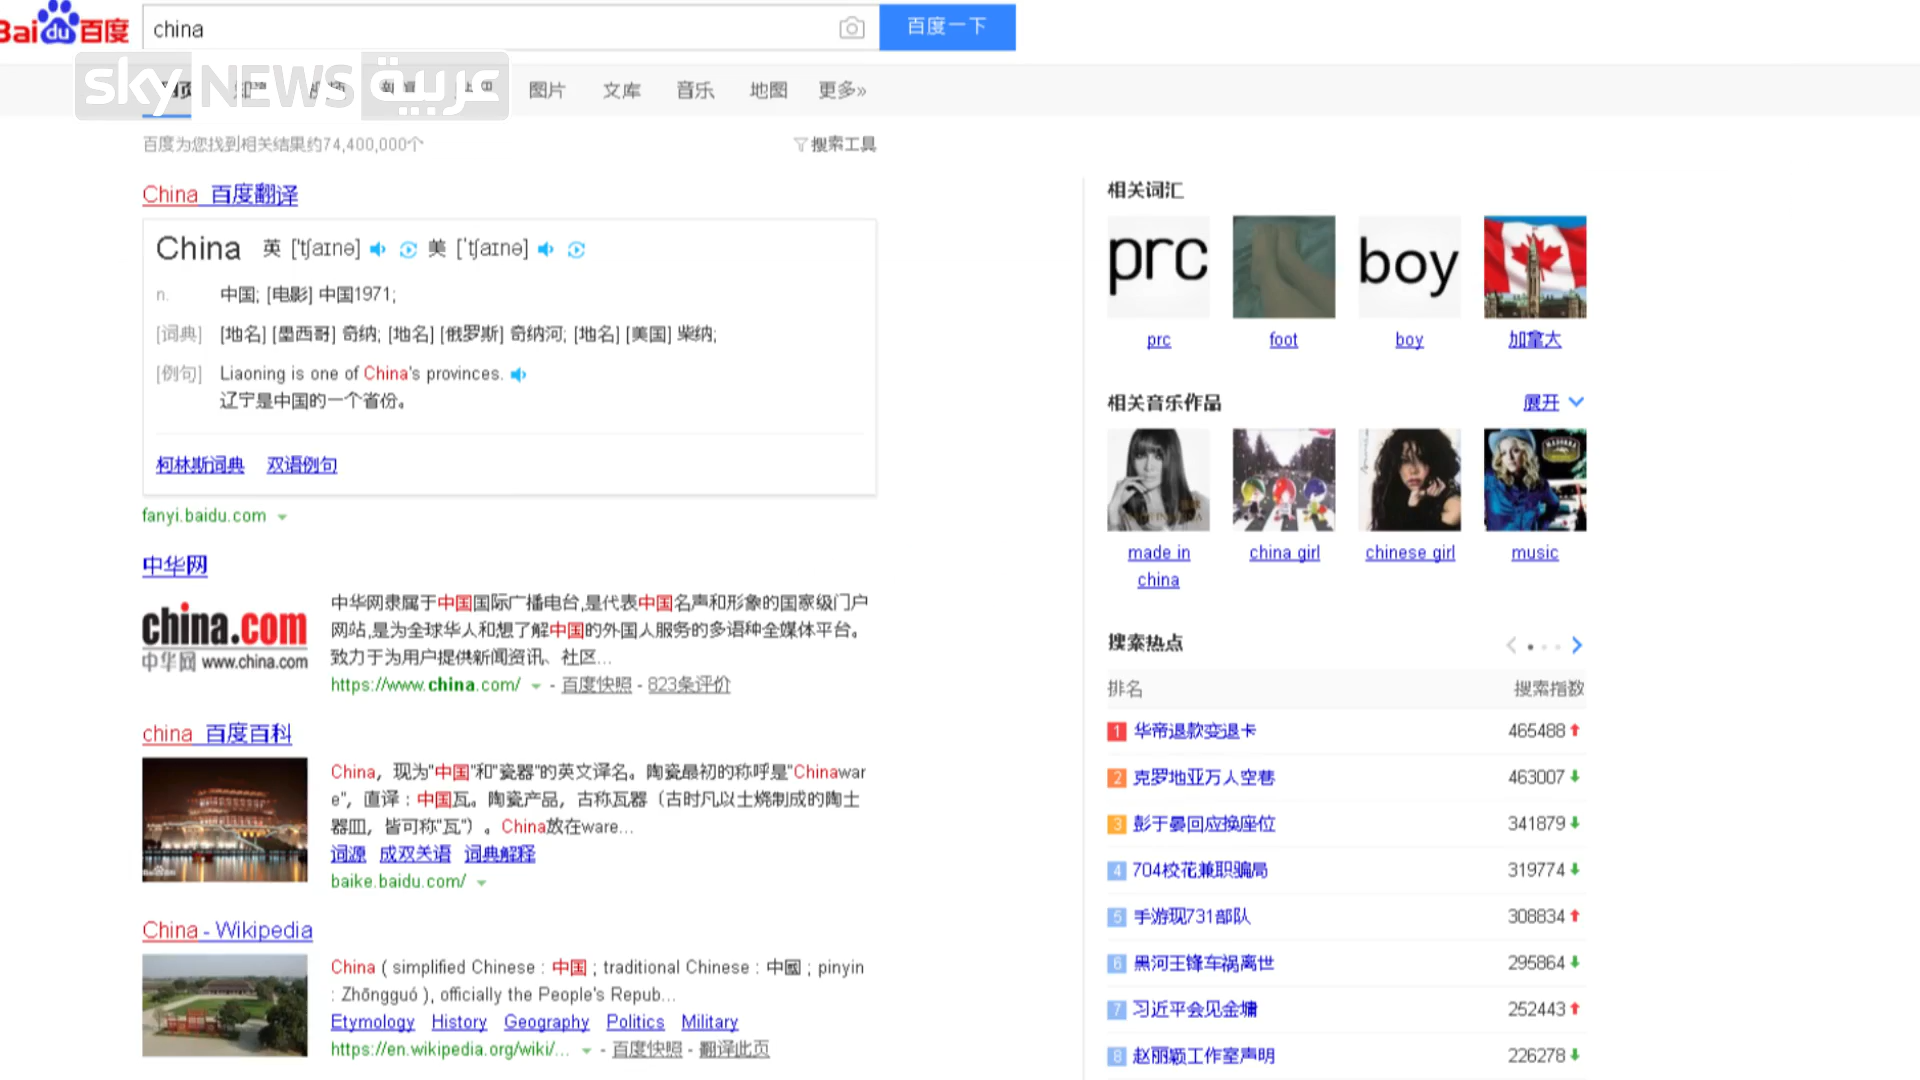 Bai du 百度
china
百度一下
sky NEWS عربية
图片 文库 音乐 地图 更多»
百度为您找到相关结果约74,400,000个
搜索工具
China_百度翻译
China 英 ['tʃaɪnə] 美 ['tʃaɪnə]
n. 中国; [电影] 中国1971;
[词典] [地名] [墨西哥] 奇纳; [地名] [俄罗斯] 奇纳河; [地名] [美国] 柴纳;
[例句] Liaoning is one of China's provinces.
辽宁是中国的一个省份。
柯林斯词典 双语例句
fanyi.baidu.com
中华网
china.com
中华网 www.china.com
中华网隶属于中国国际广播电台,是代表中国名声和形象的国家级门户
网站,是为全球华人和想了解中国的外国人服务的多语种全媒体平台。
致力于为用户提供新闻资讯、社区...
https://www.china.com/ - 百度快照 - 823条评价
china_百度百科
China，现为"中国"和"瓷器"的英文译名。陶瓷最初的称呼是"Chinawar
e"，直译：中国瓦。陶瓷产品，古称瓦器（古时凡以土烧制成的陶土
器皿，皆可称"瓦"）。China放在ware...
词源 成双关语 词典解释
baike.baidu.com/
China - Wikipedia
China ( simplified Chinese : 中国 ; traditional Chinese : 中國 ; pinyin
: Zhōngguó ), officially the People's Repub...
Etymology History Geography Politics Military
https://en.wikipedia.org/wiki/... - 百度快照 - 翻译此页
相关词汇
prc boy
prc foot boy 加拿大
相关音乐作品 展开
made in china
china girl
chinese girl
music
搜索热点
排名 搜索指数
1 华帝退款变退卡 465488
2 克罗地亚万人空巷 463007
3 彭于晏回应换座位 341879
4 704校花兼职骗局 319774
5 手游现731部队 308834
6 黑河王锋车祸离世 295864
7 习近平会见金墉 252443
8 赵丽颖工作室声明 226278